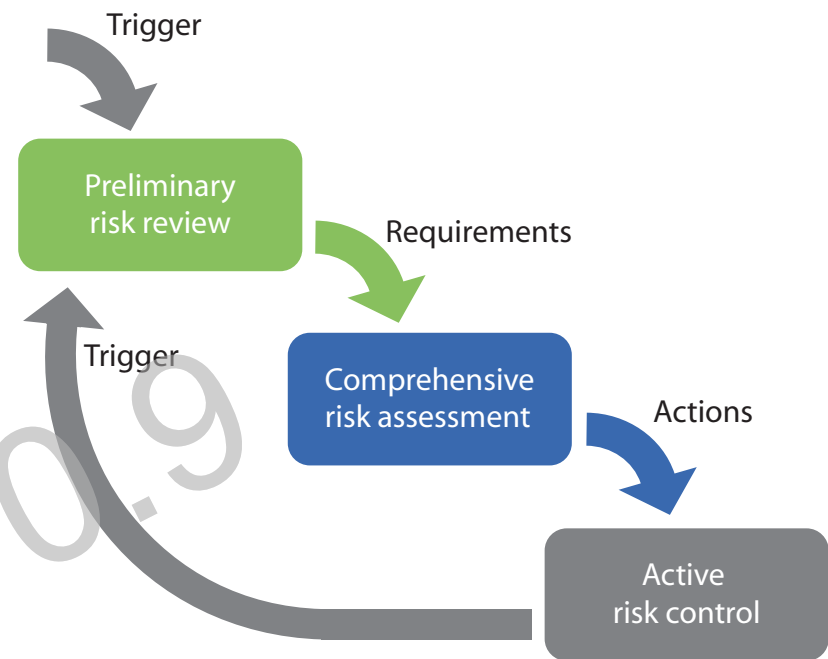 Trigger
Preliminary
risk review
Requirements
Trigger
Comprehensive
risk assessment
Actions
0.9
Active
risk control